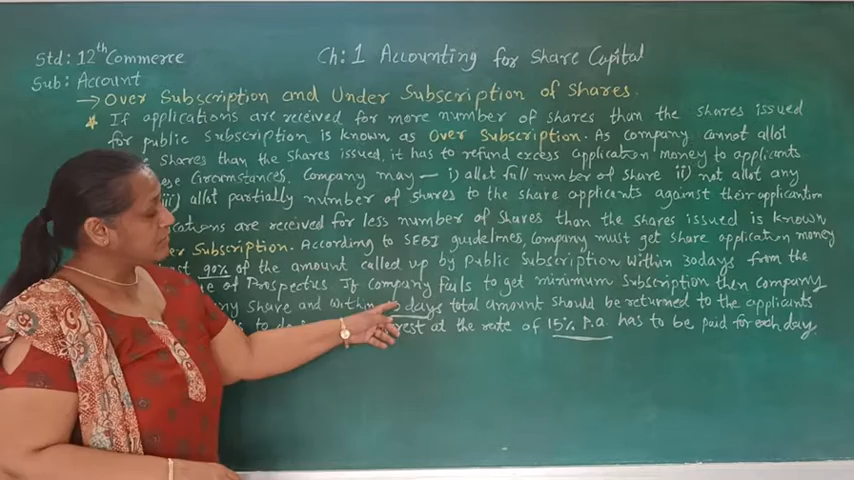 Std: 12th Commerce
Ch: 1 Accounting for Share Capital
Sub: Account
→ Over Subscription and Under Subscription of Shares.
★ If applications are received for more number of shares than the shares issued
for public subscription is known as Over Subscription. As company cannot allot
shares than the shares issued, it has to refund excess application money to applicants.
Circumstances, Company may — i) allot full number of share ii) not allot any
iii) allot partially number of shares to the share applicants against their application
are received for less number of shares than the shares issued is known
Subscription. According to SEBI guidelines, Company must get share application money
90% of the amount called up by Public Subscription within 30days from the
of Prospectus If company fails to get minimum Subscription then company
any share and within days total amount should be returned to the applicants
to do at the rate of 15% P.a. has to be paid for each day.